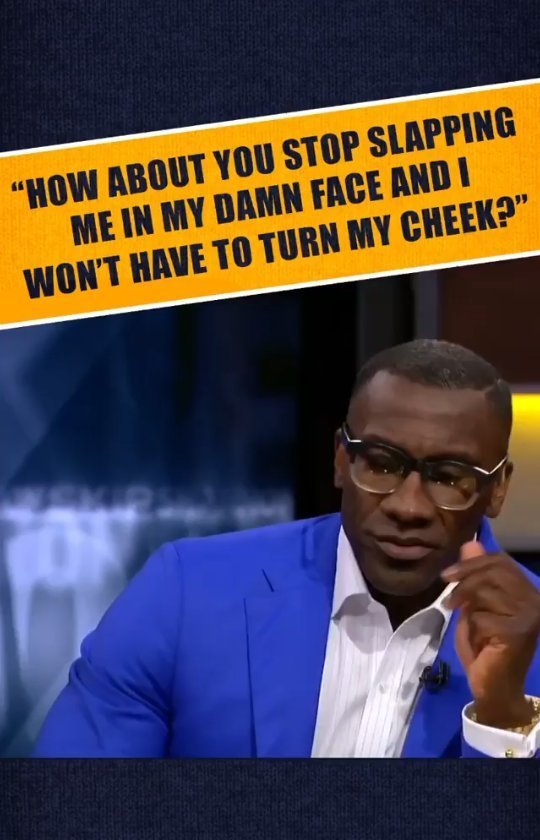 "HOW ABOUT YOU STOP SLAPPING
ME IN MY DAMN FACE AND I
WON'T HAVE TO TURN MY CHEEK?"